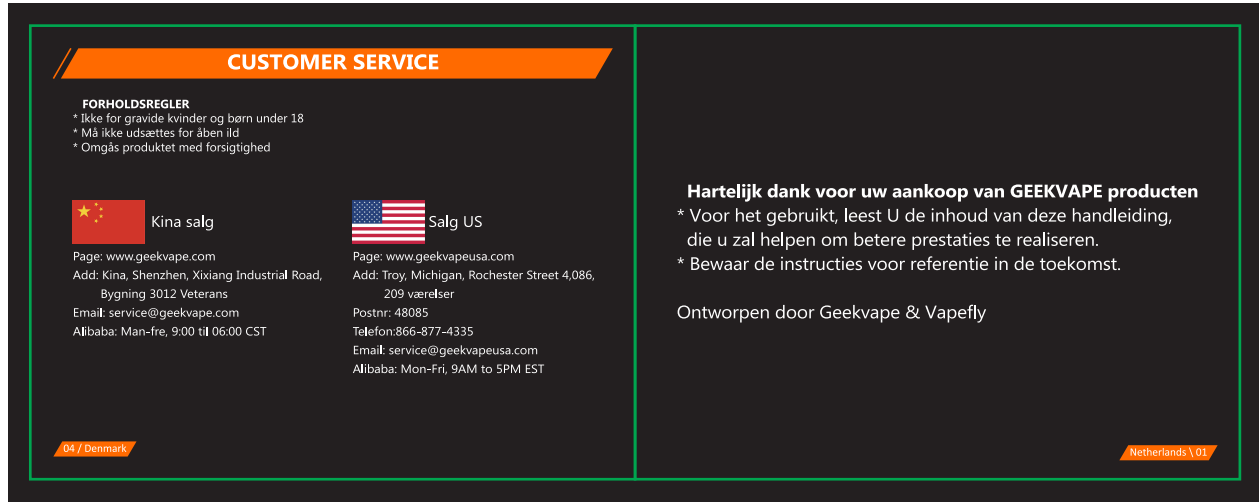 CUSTOMER SERVICE
FORHOLDSREGLER
* Ikke for gravide kvinder og børn under 18
* Må ikke udsættes for åben ild
* Omgås produktet med forsigtighed
Kina salg
Page: www.geekvape.com
Add: Kina, Shenzhen, Xixiang Industrial Road,
Bygning 3012 Veterans
Email: service@geekvape.com
Alibaba: Man-fre, 9:00 til 06:00 CST
Salg US
Page: www.geekvapeusa.com
Add: Troy, Michigan, Rochester Street 4,086,
209 værelser
Postnr: 48085
Telefon:866-877-4335
Email: service@geekvapeusa.com
Alibaba: Mon-Fri, 9AM to 5PM EST
04 / Denmark
Hartelijk dank voor uw aankoop van GEEKVAPE producten
* Voor het gebruikt, leest U de inhoud van deze handleiding,
die u zal helpen om betere prestaties te realiseren.
* Bewaar de instructies voor referentie in de toekomst.
Ontworpen door Geekvape & Vapefly
Netherlands \ 01